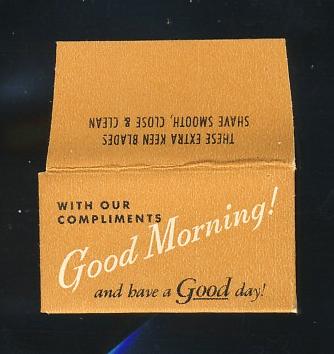 THESE EXTRA KEEN BLADES
SHAVE SMOOTH, CLOSE & CLEAN
WITH OUR
COMPLIMENTS
Good Morning!
and have a Good day!